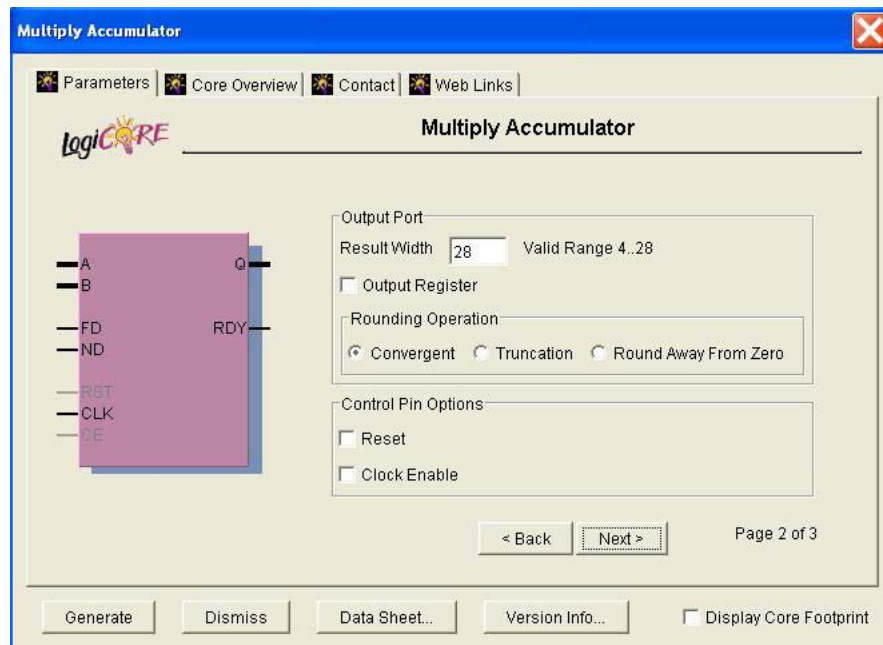 Multiply Accumulator
Parameters Core Overview Contact Web Links
LogiCORE
Multiply Accumulator
Output Port
Result Width 28 Valid Range 4..28
Output Register
Rounding Operation
Convergent Truncation Round Away From Zero
Control Pin Options
Reset
Clock Enable
A Q
B
FD RDY
ND
RST
CLK
CE
< Back Next > Page 2 of 3
Generate Dismiss Data Sheet... Version Info... Display Core Footprint